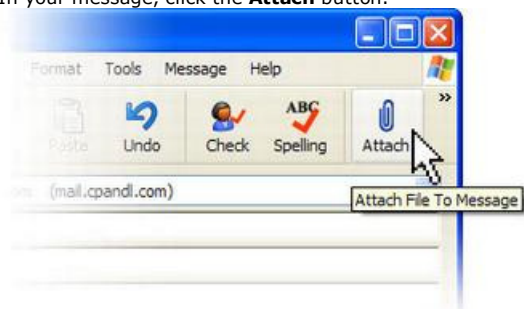 In your message, click the Attach button.
Format Tools Message Help
ABC
Paste Undo Check Spelling Attach »
(mail.cpandl.com)
Attach File To Message